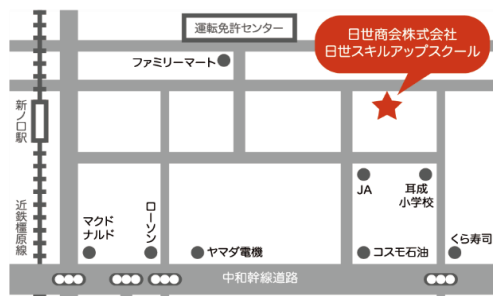 運転免許センター
日世商会株式会社
日世スキルアップスクール
ファミリーマート
新ノ口駅
近鉄橿原線
JA
耳成
小学校
マクド
ナルド
ローソン
ヤマダ電機
コスモ石油
くら寿司
中和幹線道路